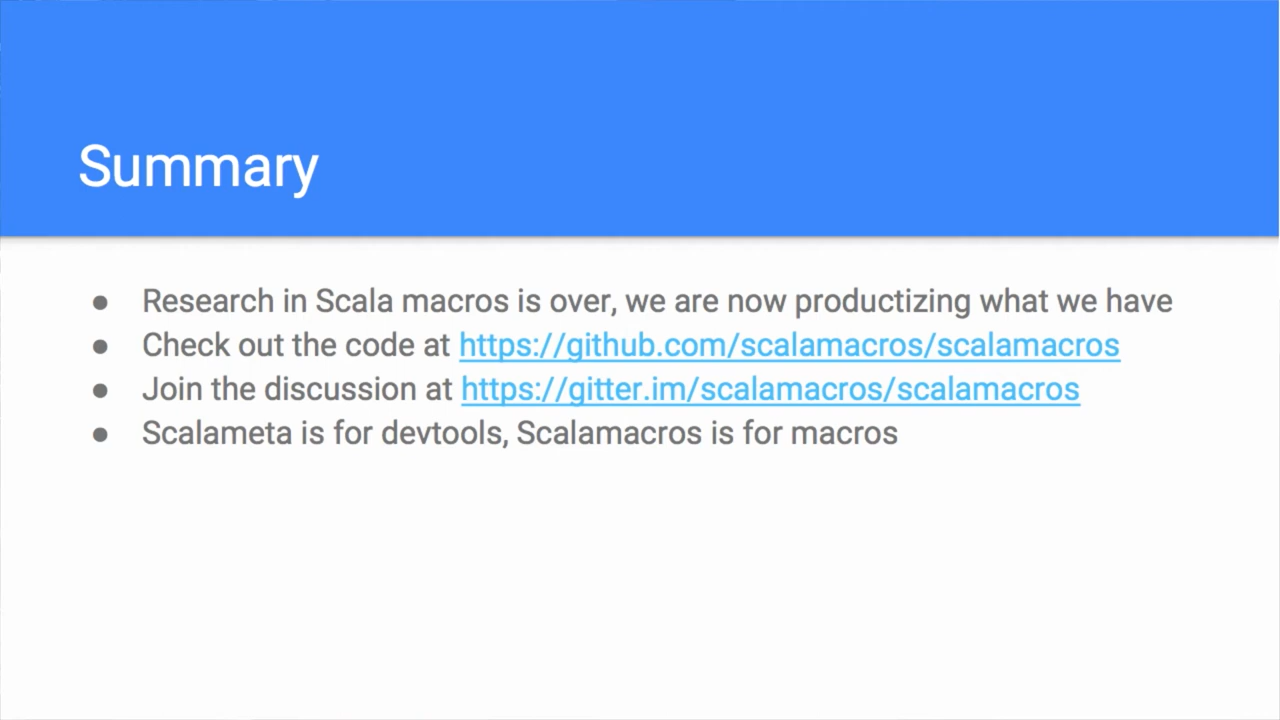 Summary
● Research in Scala macros is over, we are now productizing what we have
● Check out the code at https://github.com/scalamacros/scalamacros
● Join the discussion at https://gitter.im/scalamacros/scalamacros
● Scalameta is for devtools, Scalamacros is for macros